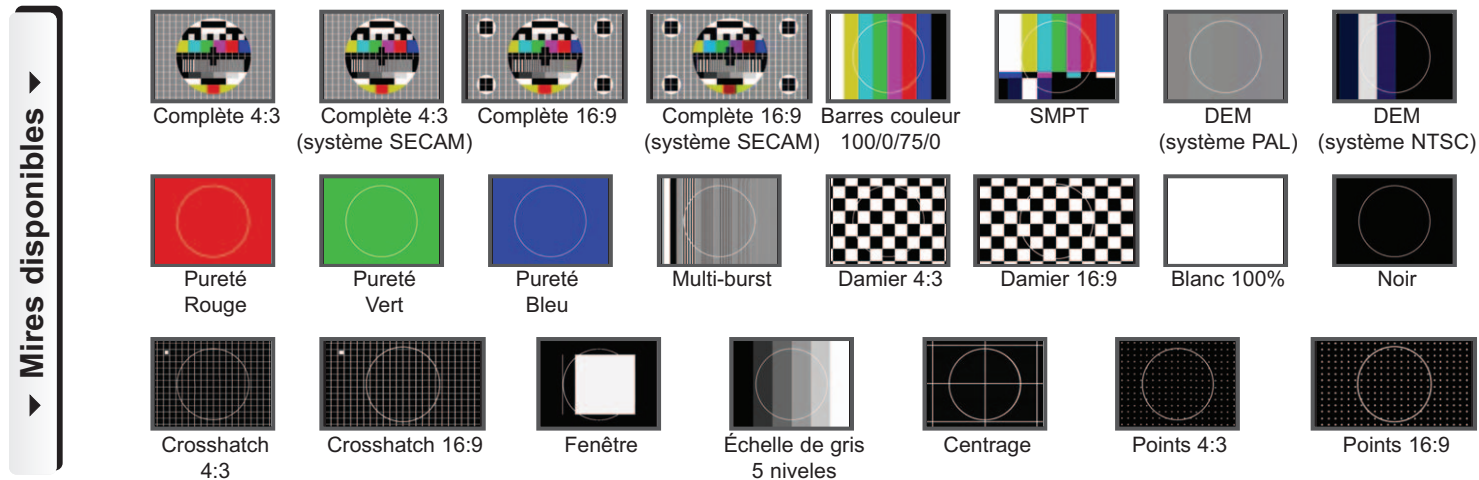 Mires disponibles
Complète 4:3
Complète 4:3
(système SECAM)
Complète 16:9
Complète 16:9
(système SECAM)
Barres couleur
100/0/75/0
SMPT
DEM
(système PAL)
DEM
(système NTSC)
Pureté
Rouge
Pureté
Vert
Pureté
Bleu
Multi-burst
Damier 4:3
Damier 16:9
Blanc 100%
Noir
Crosshatch
4:3
Crosshatch 16:9
Fenêtre
Échelle de gris
5 niveles
Centrage
Points 4:3
Points 16:9